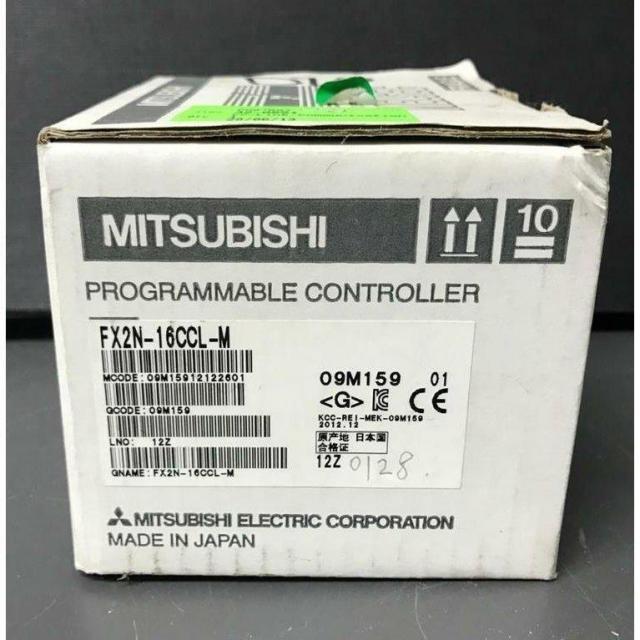 MITSUBISHI
10
PROGRAMMABLE CONTROLLER
FX2N-16CCL-M
MCODE: 09M15912122601
QCODE: 09M159
LNO: 12Z
QNAME: FX2N-16CCL-M
09M159 01
<G> CE
KCC-REI-MEK-09M159
2012.12
原产地 日本国
合格证
12Z 0128.
MITSUBISHI ELECTRIC CORPORATION
MADE IN JAPAN